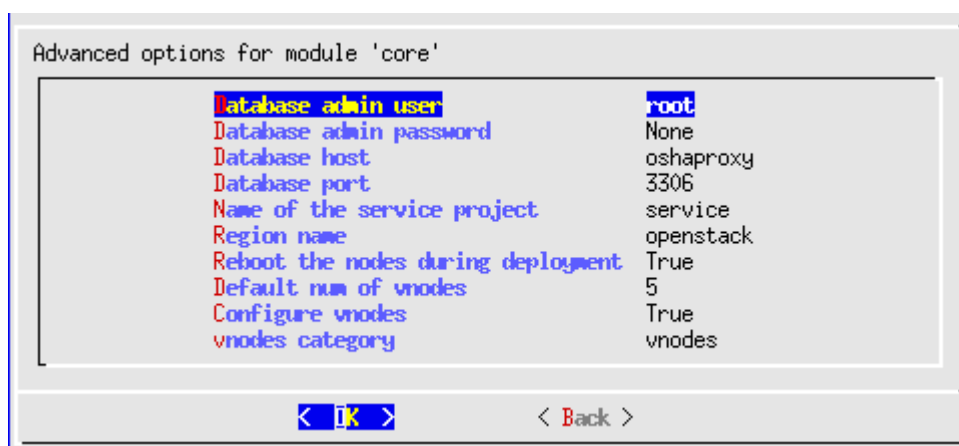 Advanced options for module 'core'
Database admin user root
Database admin password None
Database host oshaproxy
Database port 3306
Name of the service project service
Region name openstack
Reboot the nodes during deployment True
Default num of vnodes 5
Configure vnodes True
vnodes category vnodes
< OK > < Back >